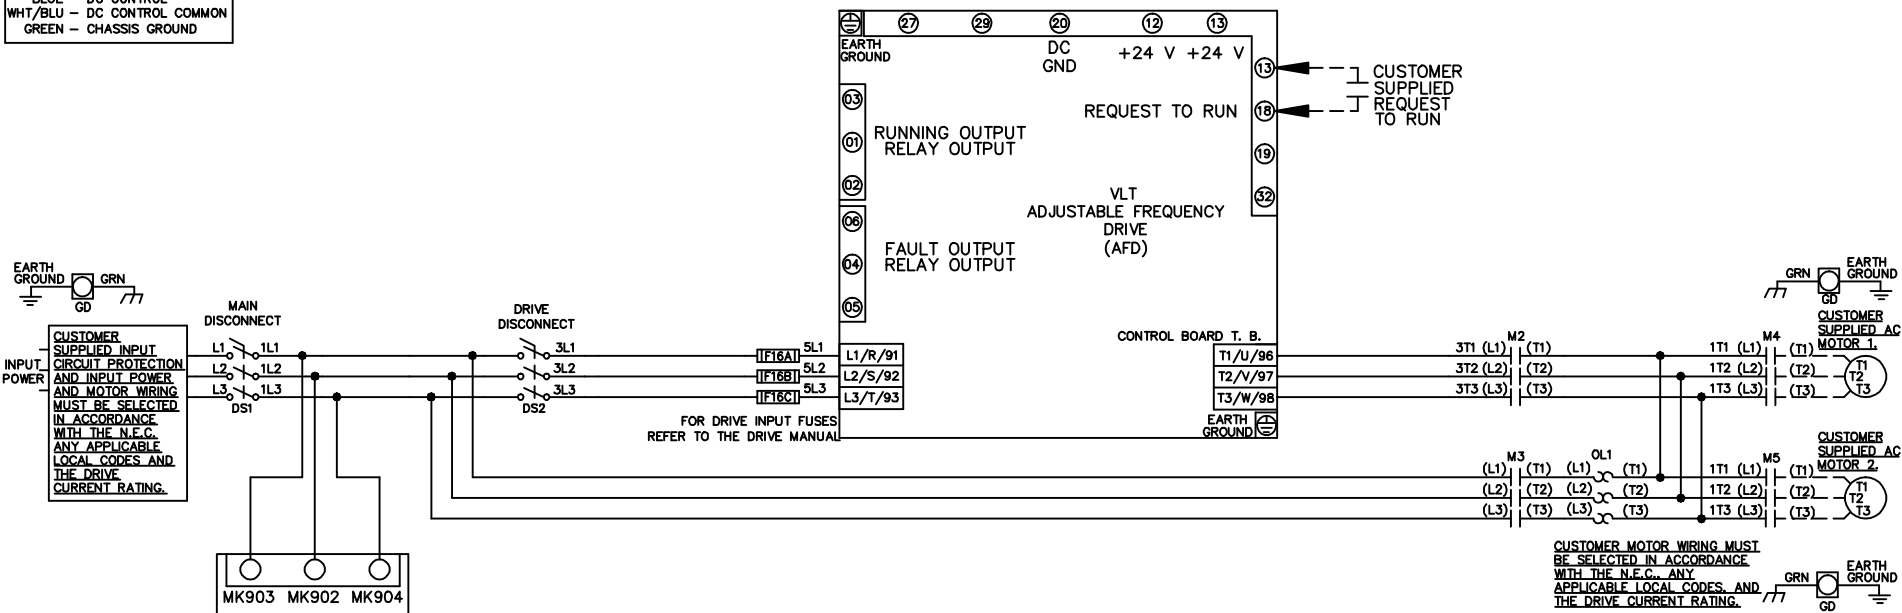 WHT/BLU – DC CONTROL COMMON
GREEN – CHASSIS GROUND
27
29
20
12
13
EARTH
GROUND
DC
GND
+24 V
+24 V
13
18
19
32
REQUEST TO RUN
CUSTOMER
SUPPLIED
REQUEST
TO RUN
03
01
02
RUNNING OUTPUT
RELAY OUTPUT
06
04
05
FAULT OUTPUT
RELAY OUTPUT
VLT
ADJUSTABLE FREQUENCY
DRIVE
(AFD)
EARTH
GROUND
GRN
GD
INPUT
POWER
CUSTOMER
SUPPLIED INPUT
CIRCUIT PROTECTION
AND INPUT POWER
AND MOTOR WIRING
MUST BE SELECTED
IN ACCORDANCE
WITH THE N.E.C.
ANY APPLICABLE
LOCAL CODES AND
THE DRIVE
CURRENT RATING.
MAIN
DISCONNECT
L1 1L1
L2 1L2
L3 1L3
DS1
DRIVE
DISCONNECT
3L1
3L2
3L3
DS2
F16A 5L1
F16B 5L2
F16C 5L3
L1/R/91
L2/S/92
L3/T/93
FOR DRIVE INPUT FUSES
REFER TO THE DRIVE MANUAL
CONTROL BOARD T. B.
T1/U/96
T2/V/97
T3/W/98
EARTH
GROUND
M2
3T1 (L1) (T1)
3T2 (L2) (T2)
3T3 (L3) (T3)
M4
1T1 (L1) (T1)
1T2 (L2) (T2)
1T3 (L3) (T3)
GRN
GD
EARTH
GROUND
CUSTOMER
SUPPLIED AC
MOTOR 1.
T1
T2
T3
M3
(L1) (T1)
(L2) (T2)
(L3) (T3)
OL1
(L1) (T1)
(L2) (T2)
(L3) (T3)
M5
1T1 (L1) (T1)
1T2 (L2) (T2)
1T3 (L3) (T3)
CUSTOMER
SUPPLIED AC
MOTOR 2.
T1
T2
T3
MK903 MK902 MK904
CUSTOMER MOTOR WIRING MUST
BE SELECTED IN ACCORDANCE
WITH THE N.E.C., ANY
APPLICABLE LOCAL CODES, AND
THE DRIVE CURRENT RATING.
GRN
GD
EARTH
GROUND